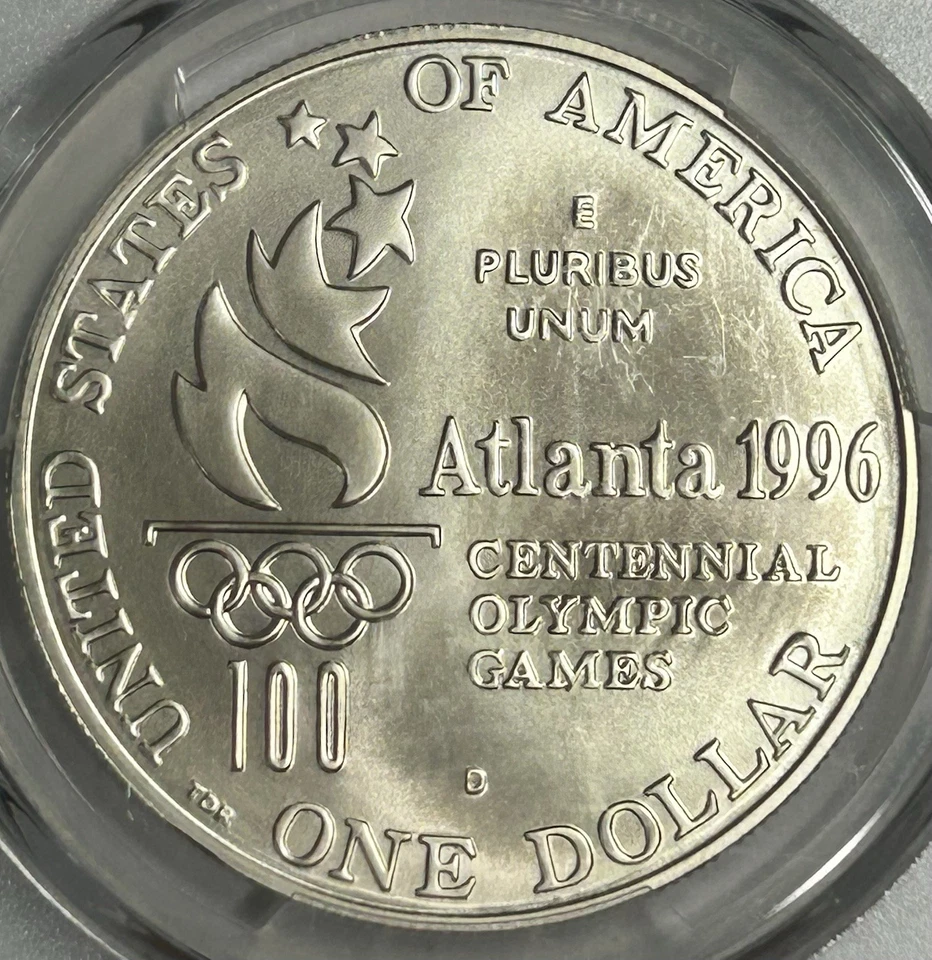 UNITED STATES OF AMERICA
E
PLURIBUS
UNUM
Atlanta 1996
CENTENNIAL
OLYMPIC
GAMES
100
D
TDR
ONE DOLLAR